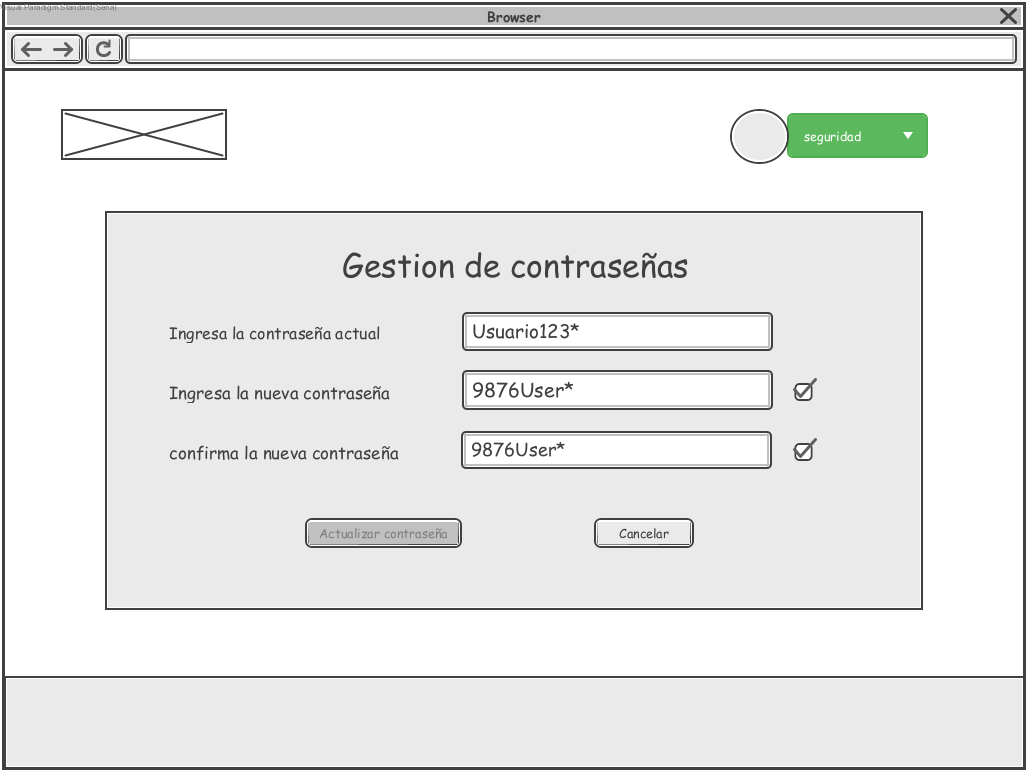 Visual Paradigm Standard(Sena)
Browser
seguridad
Gestion de contraseñas
Ingresa la contraseña actual
Usuario123*
Ingresa la nueva contraseña
9876User*
confirma la nueva contraseña
9876User*
Actualizar contraseña
Cancelar